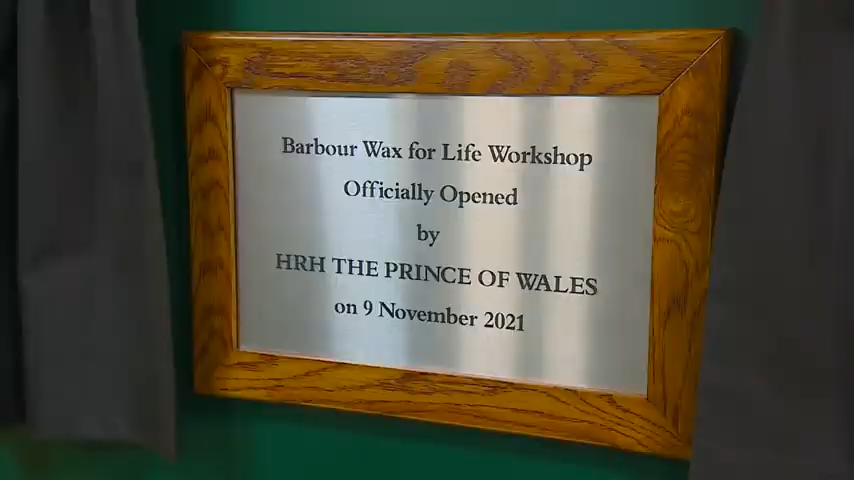 Barbour Wax for Life Workshop
Officially Opened
by
HRH THE PRINCE OF WALES
on 9 November 2021